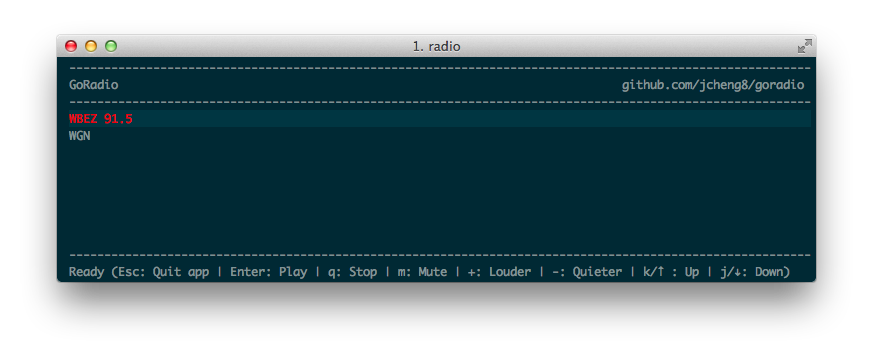 1. radio
GoRadio github.com/jcheng8/goradio
WBEZ 91.5
WGN
Ready (Esc: Quit app | Enter: Play | q: Stop | m: Mute | +: Louder | -: Quieter | k/↑ : Up | j/↓: Down)